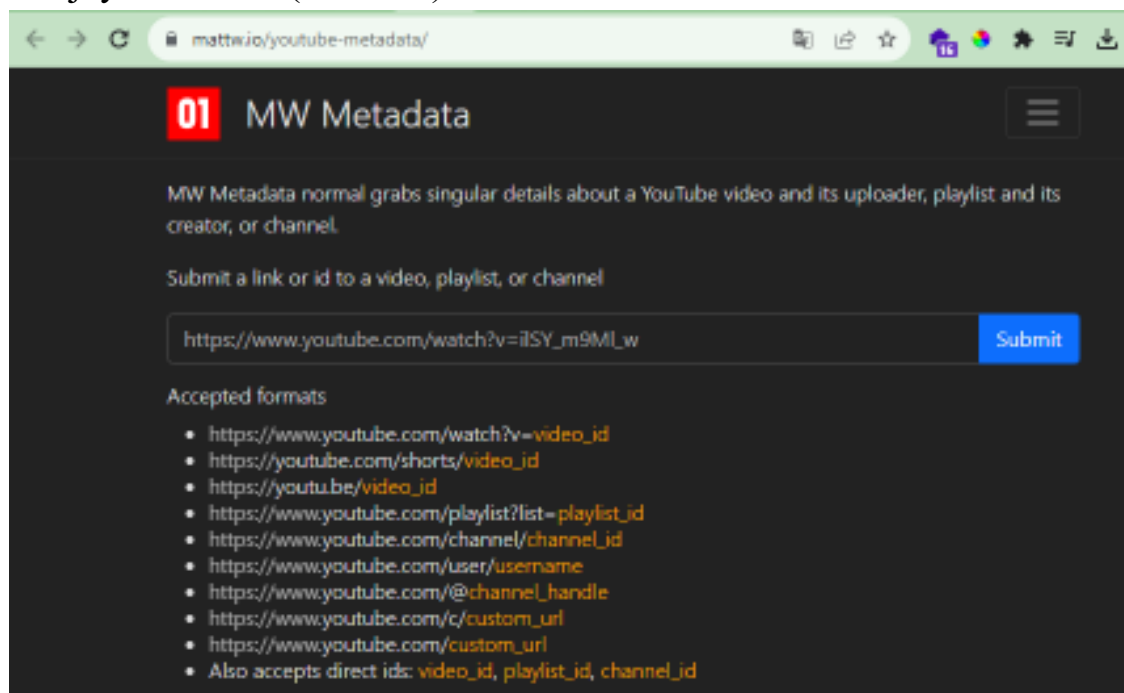 mattw.io/youtube-metadata/
16
01 MW Metadata
MW Metadata normal grabs singular details about a YouTube video and its uploader, playlist and its
creator, or channel.
Submit a link or id to a video, playlist, or channel
https://www.youtube.com/watch?v=ilSY_m9Ml_w Submit
Accepted formats
• https://www.youtube.com/watch?v=video_id
• https://youtube.com/shorts/video_id
• https://youtu.be/video_id
• https://www.youtube.com/playlist?list=playlist_id
• https://www.youtube.com/channel/channel_id
• https://www.youtube.com/user/username
• https://www.youtube.com/@channel_handle
• https://www.youtube.com/c/custom_url
• https://www.youtube.com/custom_url
• Also accepts direct ids: video_id, playlist_id, channel_id